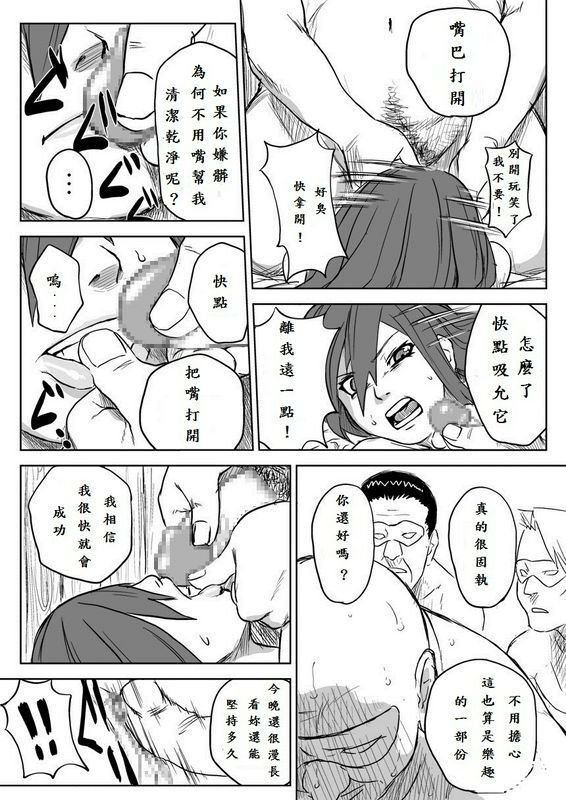 嘴巴打開
別開玩笑了
我不要！
好臭
快拿開！
如果你嫌髒
為何不用嘴幫我
清潔乾淨呢？
⋯
怎麼了
快點吸允它
離我遠一點！
快點
嗚⋯
把嘴打開
真的很固執
你還好嗎？
不用擔心
這也算是樂趣
的一部份
我相信
我很快就會
成功
今晚還很漫長
看妳還能
堅持多久
!!